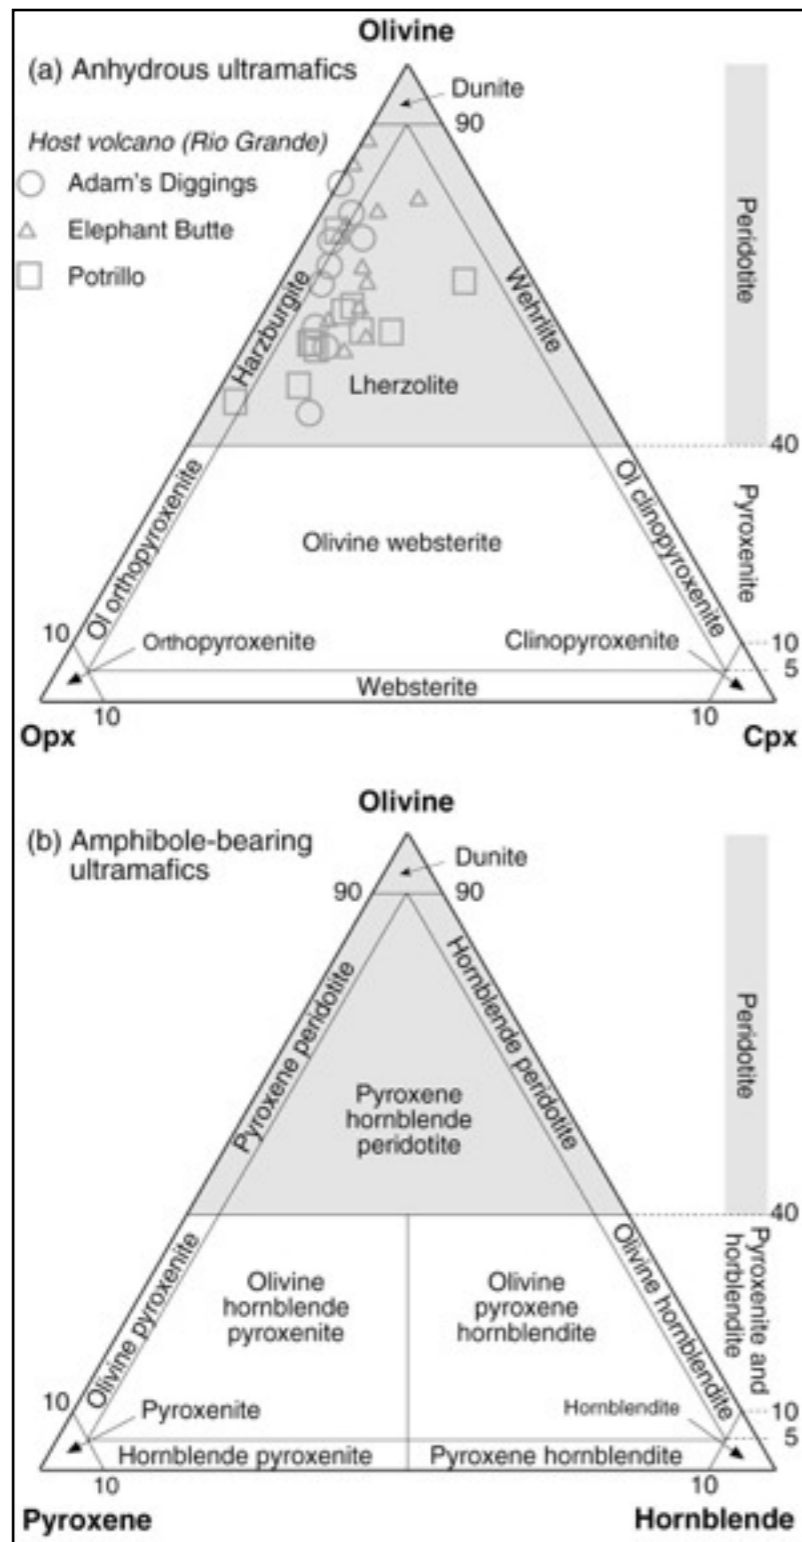 Olivine
(a) Anhydrous ultramafics
Dunite
90
Host volcano (Rio Grande)
Adam's Diggings
Elephant Butte
Potrillo
Peridotite
Harzburgite
Wehrlite
Lherzolite
40
Ol orthopyroxenite
Ol clinopyroxenite
Pyroxenite
Olivine websterite
10
Orthopyroxenite
Clinopyroxenite
10
5
Websterite
10
10
Opx
Cpx
Olivine
(b) Amphibole-bearing
ultramafics
Dunite
90
90
Pyroxene peridotite
Hornblende peridotite
Peridotite
Pyroxene
hornblende
peridotite
40
Olivine pyroxenite
Olivine hornblendite
Pyroxenite and
horblendite
Olivine
hornblende
pyroxenite
Olivine
pyroxene
hornblendite
10
Pyroxenite
Hornblendite
10
5
Hornblende pyroxenite
Pyroxene hornblendite
10
10
Pyroxene
Hornblende